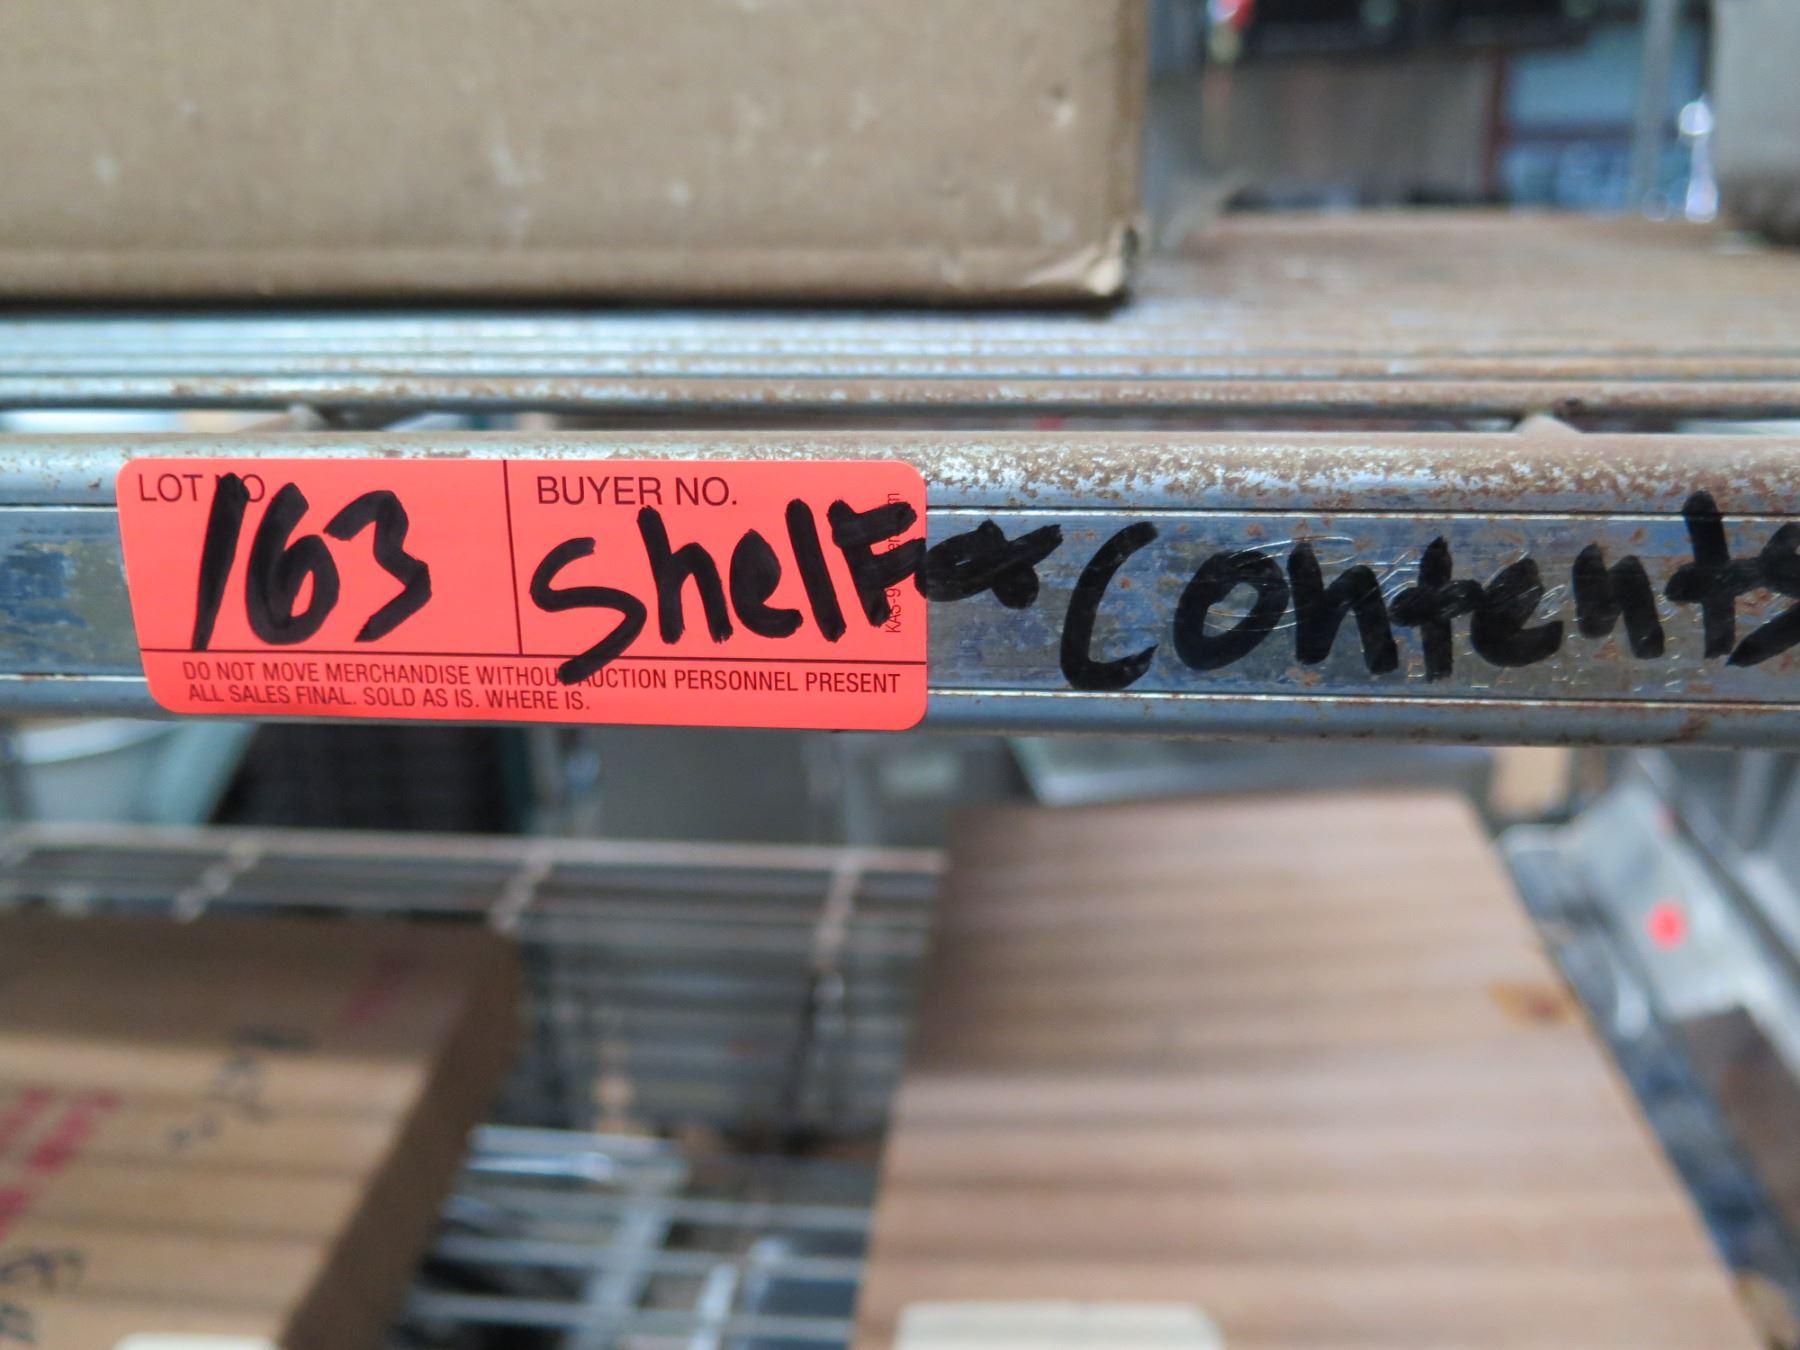 LOT NO
BUYER NO.
163 Shelf & Contents
DO NOT MOVE MERCHANDISE WITHOUT AUCTION PERSONNEL PRESENT
ALL SALES FINAL. SOLD AS IS. WHERE IS.